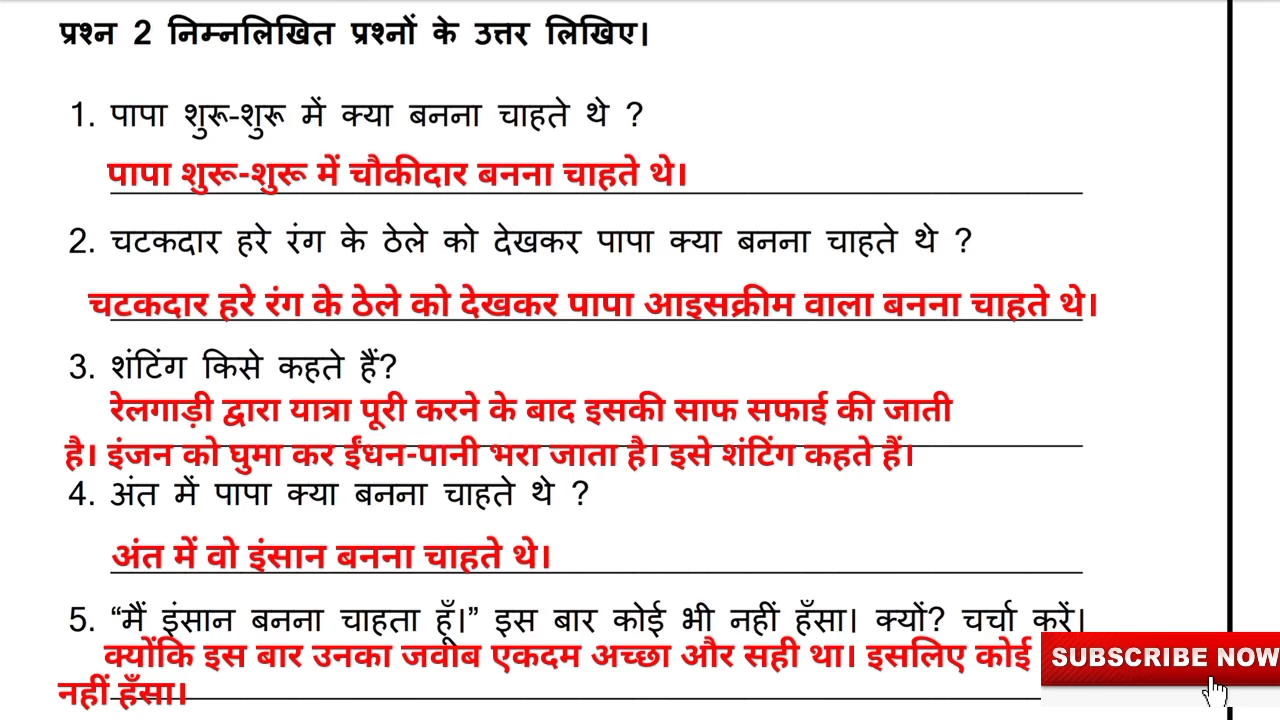 प्रश्न 2 निम्नलिखित प्रश्नों के उत्तर लिखिए।
1. पापा शुरू-शुरू में क्या बनना चाहते थे ?
पापा शुरू-शुरू में चौकीदार बनना चाहते थे।
2. चटकदार हरे रंग के ठेले को देखकर पापा क्या बनना चाहते थे ?
चटकदार हरे रंग के ठेले को देखकर पापा आइसक्रीम वाला बनना चाहते थे।
3. शंटिंग किसे कहते हैं?
रेलगाड़ी द्वारा यात्रा पूरी करने के बाद इसकी साफ सफाई की जाती
है। इंजन को घुमा कर ईंधन-पानी भरा जाता है। इसे शंटिंग कहते हैं।
4. अंत में पापा क्या बनना चाहते थे ?
अंत में वो इंसान बनना चाहते थे।
5. “मैं इंसान बनना चाहता हूँ।” इस बार कोई भी नहीं हँसा। क्यों? चर्चा करें।
क्योंकि इस बार उनका जवाब एकदम अच्छा और सही था। इसलिए कोई
नहीं हँसा।
SUBSCRIBE NOW